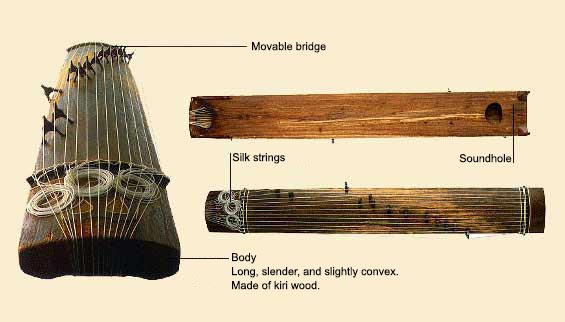 Movable bridge
Silk strings
Soundhole
Body
Long, slender, and slightly convex.
Made of kiri wood.